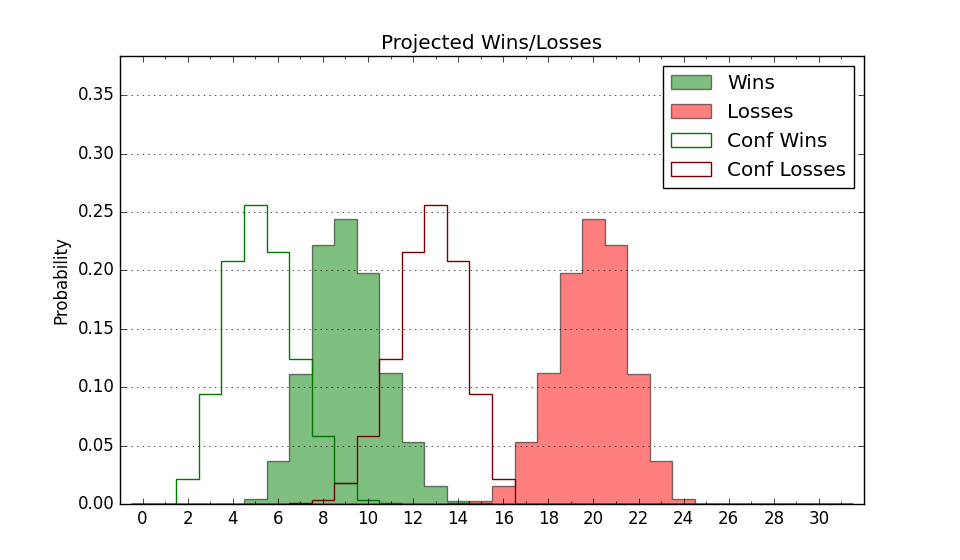 Projected Wins/Losses
Wins
Losses
Conf Wins
Conf Losses
Probability
0.35
0.30
0.25
0.20
0.15
0.10
0.05
0.00
0 2 4 6 8 10 12 14 16 18 20 22 24 26 28 30